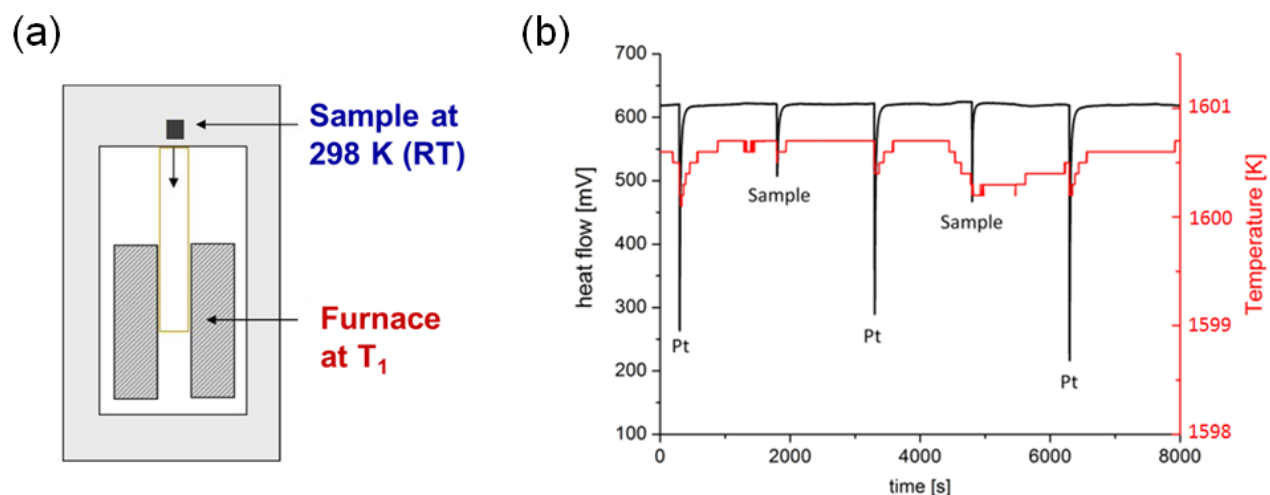 (a)
Sample at
298 K (RT)
Furnace
at T₁
(b)
700
600
500
400
300
200
100
heat flow [mV]
0
2000
4000
6000
8000
time [s]
1601
1600
1599
1598
Temperature [K]
Pt
Sample
Pt
Sample
Pt